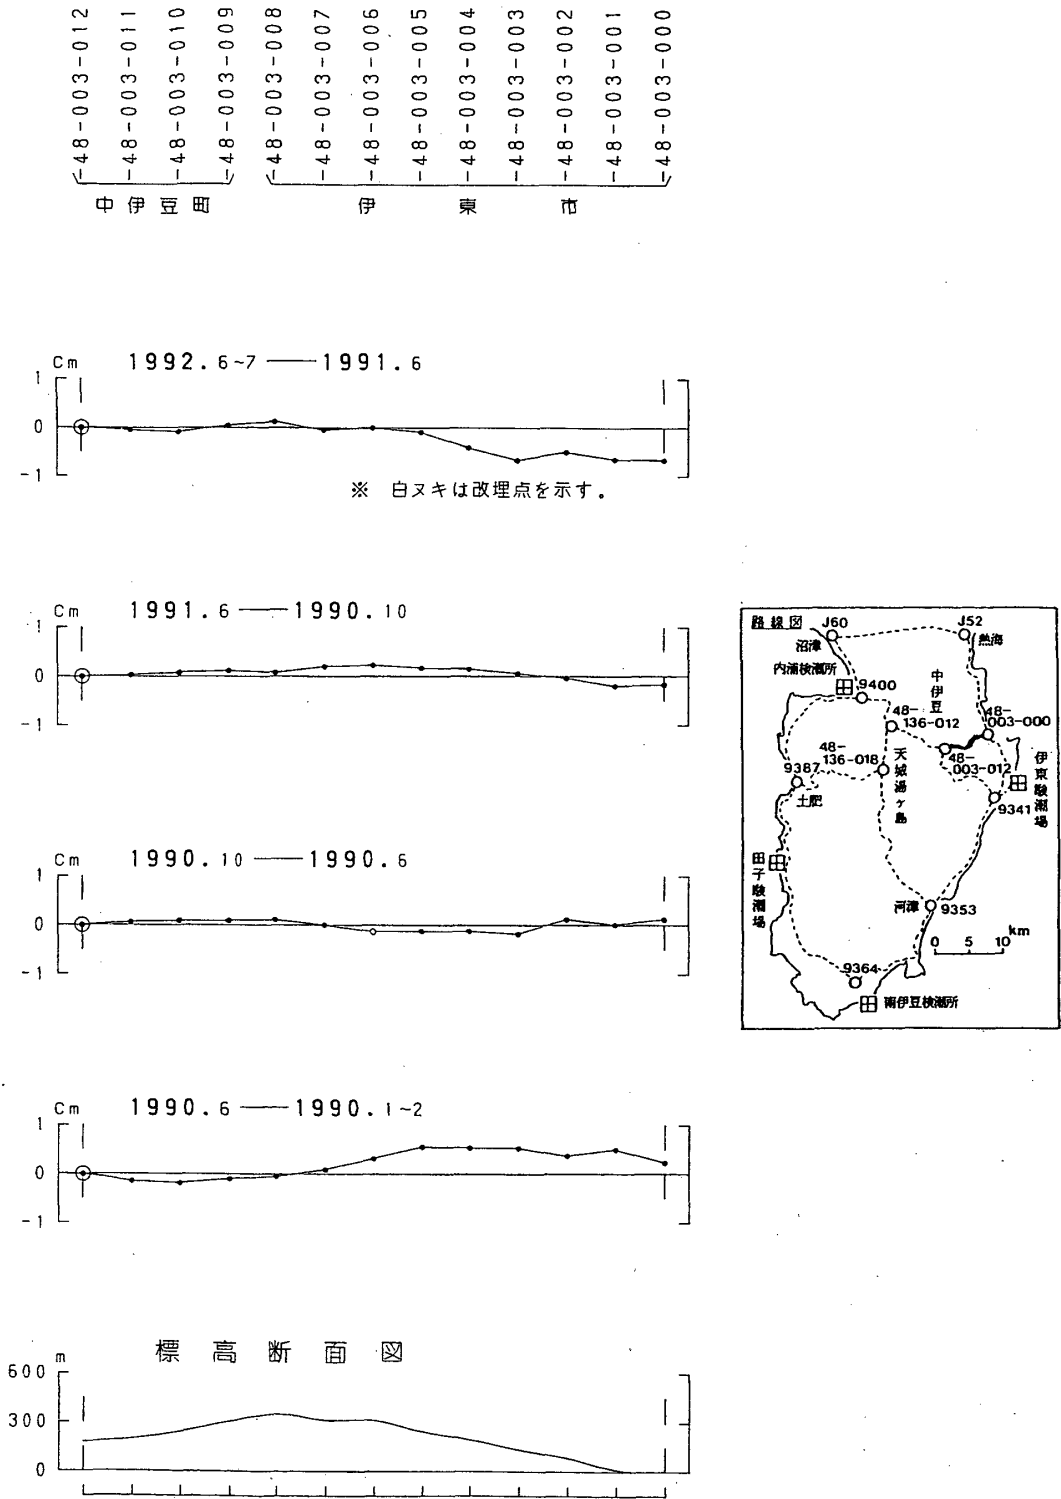 -48-003-012
-48-003-011
-48-003-010
-48-003-009
-48-003-008
-48-003-007
-48-003-006
-48-003-005
-48-003-004
-48-003-003
-48-003-002
-48-003-001
-48-003-000
中伊豆町
伊東市
Cm 1992.6~7 —— 1991.6
1
0
-1
※ 白ヌキは改埋点を示す。
Cm 1991.6 —— 1990.10
1
0
-1
Cm 1990.10 —— 1990.6
1
0
-1
Cm 1990.6 —— 1990.1~2
1
0
-1
標高断面図
m
600
300
0
路線図
J60
J52
沼津
熱海
内浦検潮所
9400
中伊豆
48-136-012
48-003-000
48-136-018
48-003-012
9387
土肥
天城湯ヶ島
伊東験潮場
9341
田子験潮場
河津
9353
km
0 5 10
9364
南伊豆検潮所